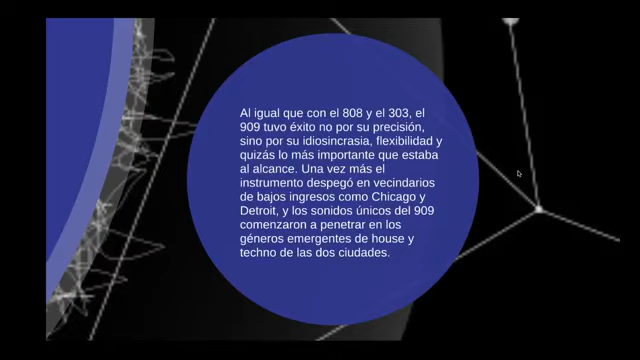 Al igual que con el 808 y el 303, el
909 tuvo éxito no por su precisión,
sino por su idiosincrasia, flexibilidad y
quizás lo más importante que estaba
al alcance. Una vez más el
instrumento despegó en vecindarios
de bajos ingresos como Chicago y
Detroit, y los sonidos únicos del 909
comenzaron a penetrar en los
géneros emergentes de house y
techno de las dos ciudades.